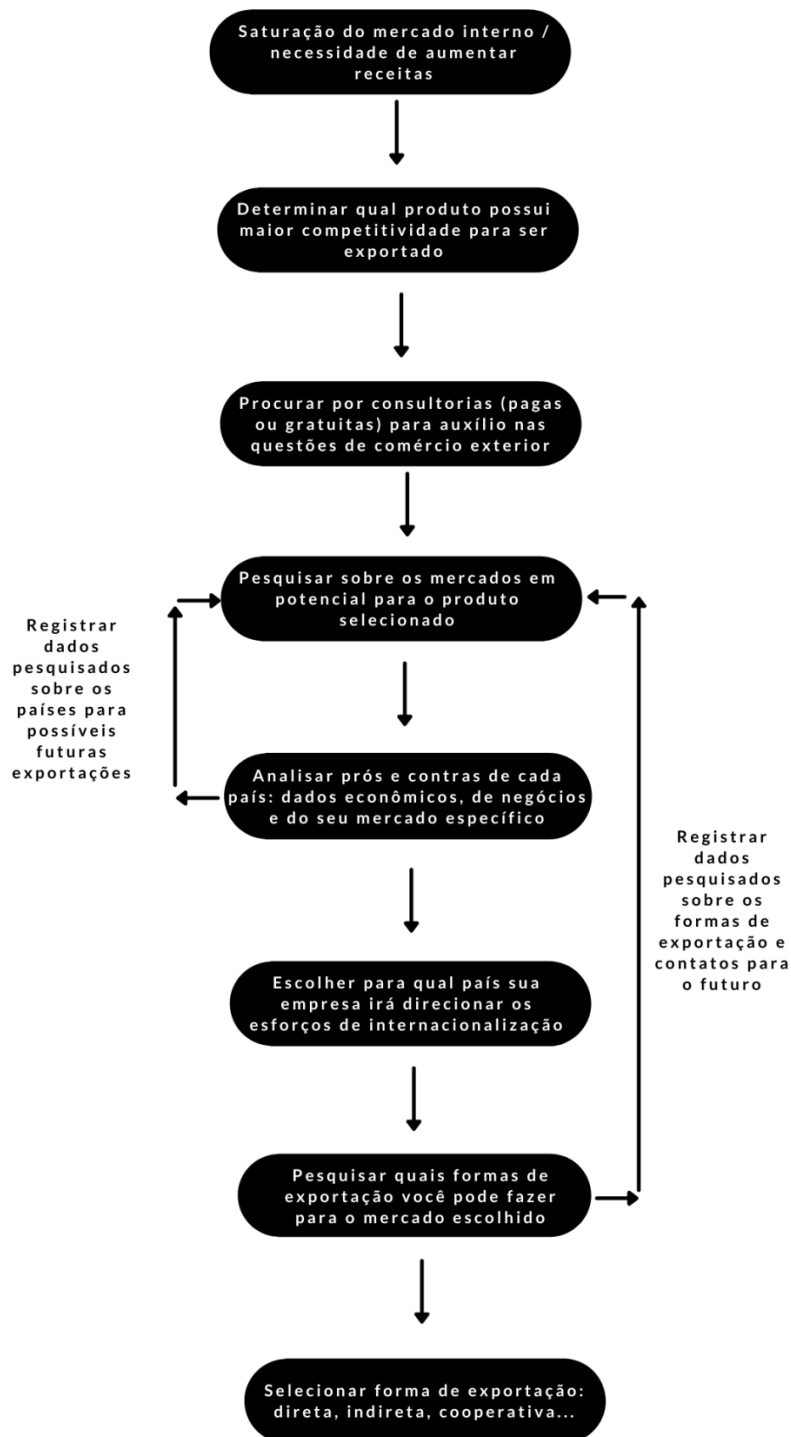 Saturação do mercado interno /
necessidade de aumentar
receitas
Determinar qual produto possui
maior competitividade para ser
exportado
Procurar por consultorias (pagas
ou gratuitas) para auxílio nas
questões de comércio exterior
Pesquisar sobre os mercados em
potencial para o produto
selecionado
Registrar
dados
pesquisados
sobre os
países para
possíveis
futuras
exportações
Analisar prós e contras de cada
país: dados econômicos, de negócios
e do seu mercado específico
Registrar
dados
pesquisados
sobre os
formas de
exportação e
contatos para
o futuro
Escolher para qual país sua
empresa irá direcionar os
esforços de internacionalização
Pesquisar quais formas de
exportação você pode fazer
para o mercado escolhido
Selecionar forma de exportação:
direta, indireta, cooperativa...